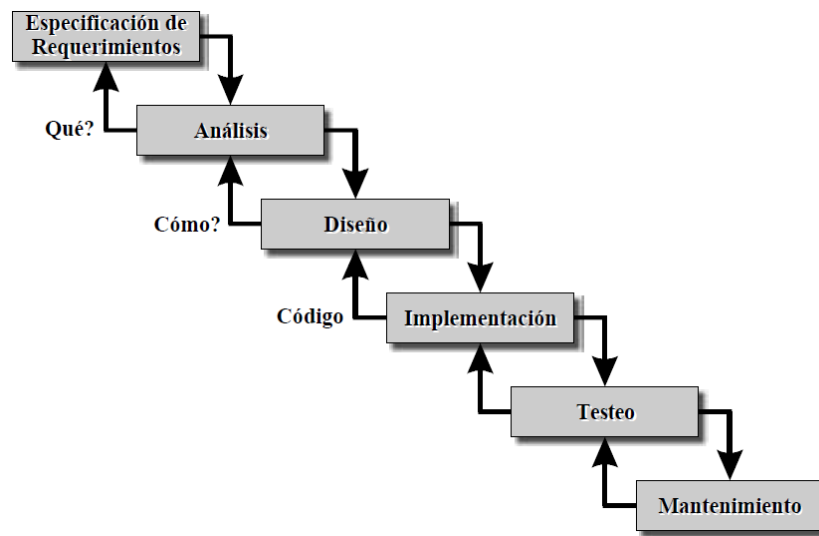 Especificación de
Requerimientos
Qué?
Análisis
Cómo?
Diseño
Código
Implementación
Testeo
Mantenimiento